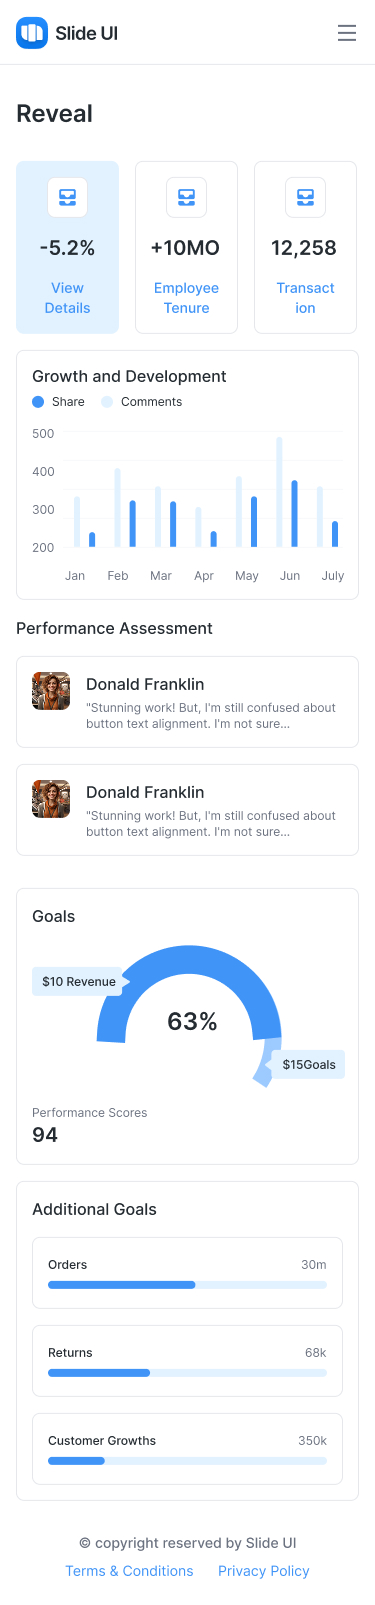 Slide UI
Reveal
-5.2%
View
Details
+10MO
Employee
Tenure
12,258
Transact
ion
Growth and Development
Share
Comments
500
400
300
200
Jan
Feb
Mar
Apr
May
Jun
July
Performance Assessment
Donald Franklin
"Stunning work! But, I'm still confused about
button text alignment. I'm not sure...
Donald Franklin
"Stunning work! But, I'm still confused about
button text alignment. I'm not sure...
Goals
$10 Revenue
63%
$15Goals
Performance Scores
94
Additional Goals
Orders
30m
Returns
68k
Customer Growths
350k
© copyright reserved by Slide UI
Terms & Conditions
Privacy Policy